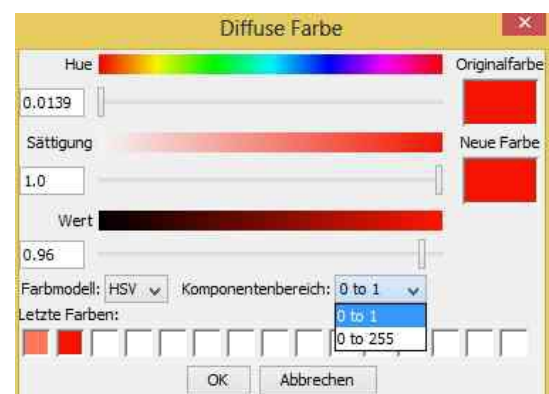 Diffuse Farbe
Hue
Originalfarbe
0.0139
Sättigung
Neue Farbe
1.0
Wert
0.96
Farbmodell: HSV Komponentenbereich: 0 to 1
Letzte Farben:
0 to 1
0 to 255
OK Abbrechen